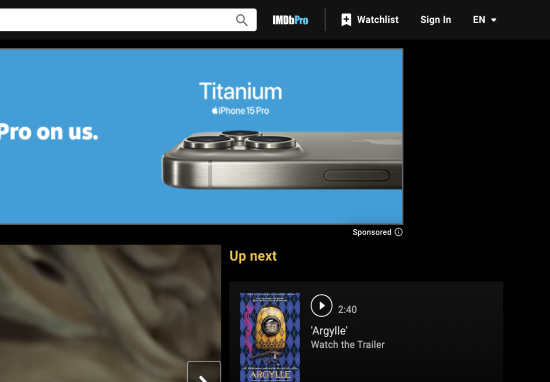 IMDbPro
Watchlist
Sign In
EN
Titanium
iPhone 15 Pro
Pro on us.
Sponsored
Up next
2:40
'Argylle'
Watch the Trailer
ARGYLLE